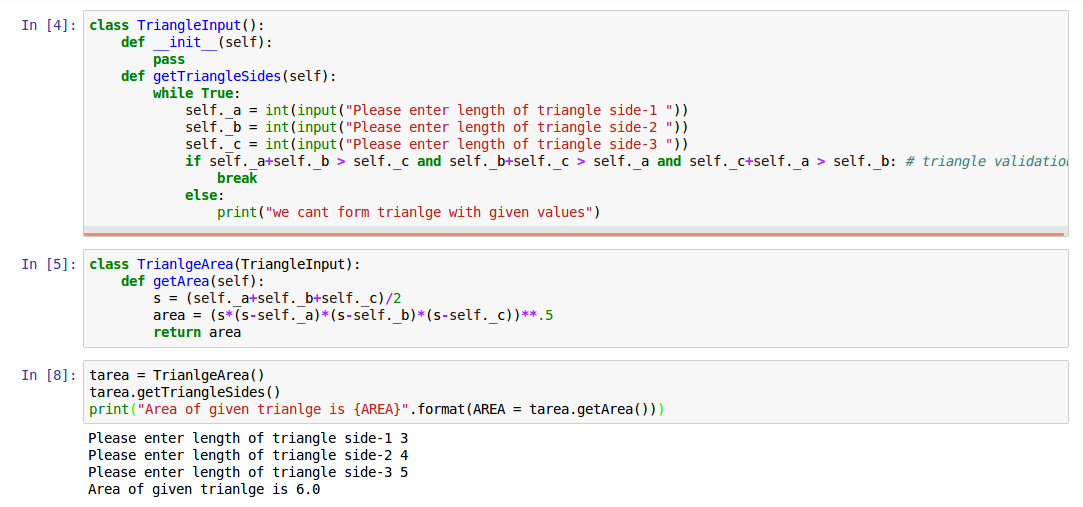 In [4]: class TriangleInput():
    def __init__(self):
        pass
    def getTriangleSides(self):
        while True:
            self._a = int(input("Please enter length of triangle side-1 "))
            self._b = int(input("Please enter length of triangle side-2 "))
            self._c = int(input("Please enter length of triangle side-3 "))
            if self._a+self._b > self._c and self._b+self._c > self._a and self._c+self._a > self._b: # triangle validatio
                break
            else:
                print("we cant form trianlge with given values")
In [5]: class TrianlgeArea(TriangleInput):
    def getArea(self):
        s = (self._a+self._b+self._c)/2
        area = (s*(s-self._a)*(s-self._b)*(s-self._c))**.5
        return area
In [8]: tarea = TrianlgeArea()
tarea.getTriangleSides()
print("Area of given trianlge is {AREA}".format(AREA = tarea.getArea()))
Please enter length of triangle side-1 3
Please enter length of triangle side-2 4
Please enter length of triangle side-3 5
Area of given trianlge is 6.0